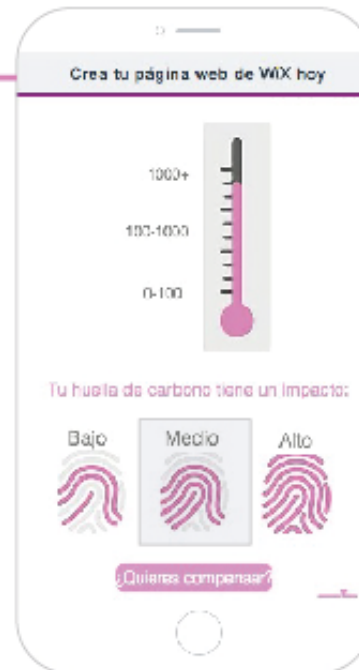 Crea tu página web de WiX hoy
1000+
100-1000
0-100
Tu huella de carbono tiene un impacto:
Bajo
Medio
Alto
¿Quieres compensar?